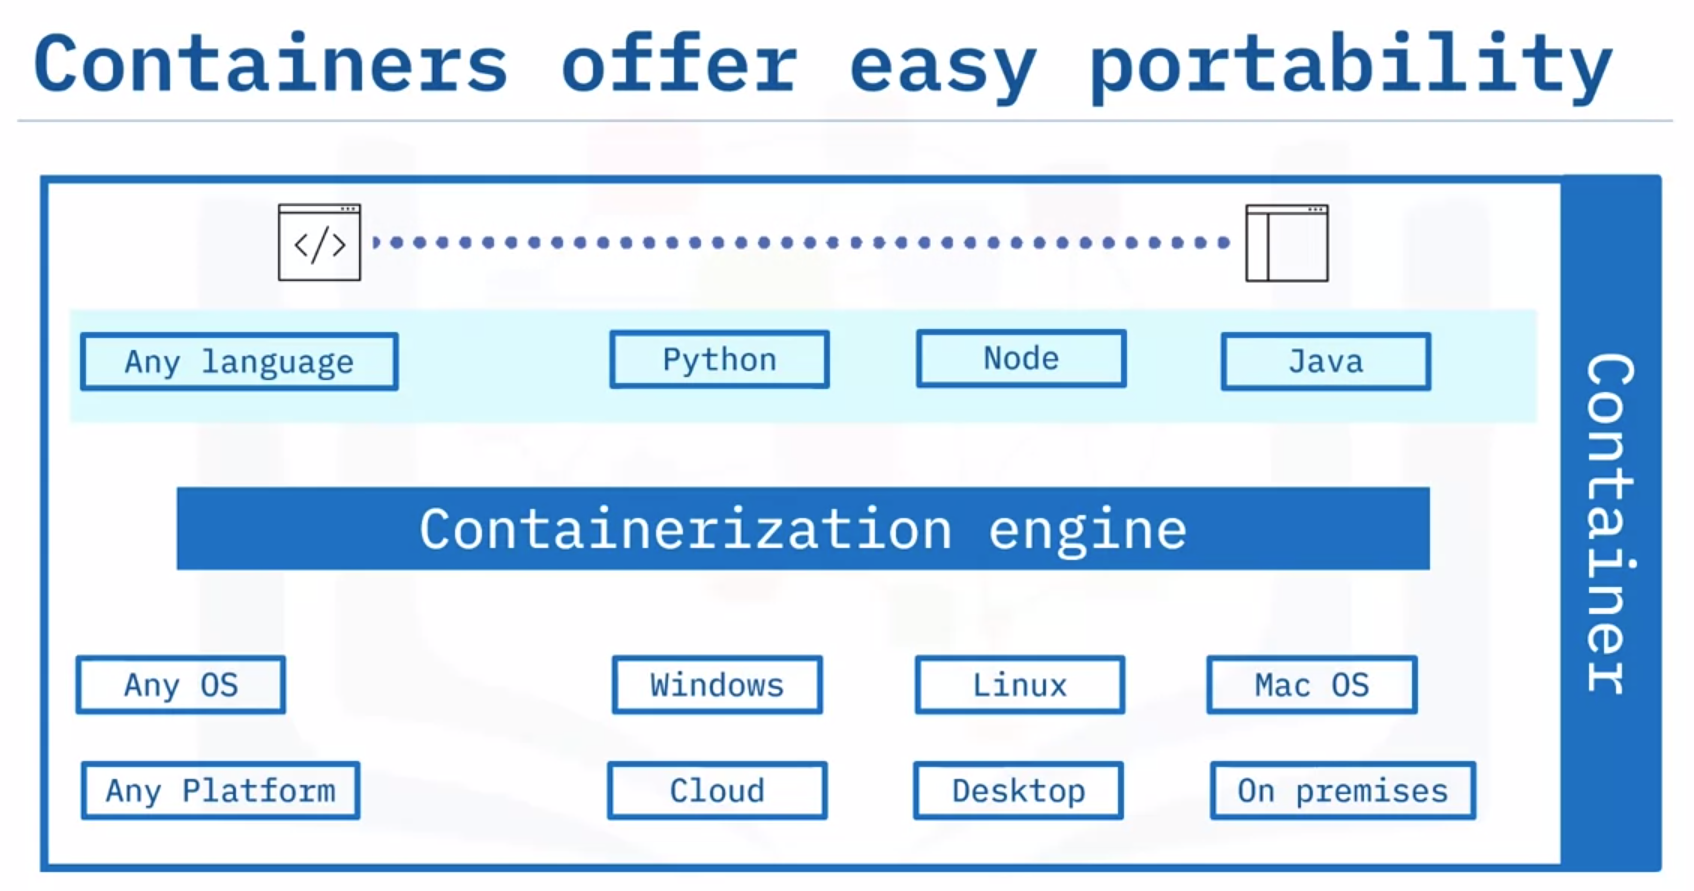 Containers offer easy portability
</>
Any language
Python
Node
Java
Containerization engine
Any OS
Windows
Linux
Mac OS
Any Platform
Cloud
Desktop
On premises
Container